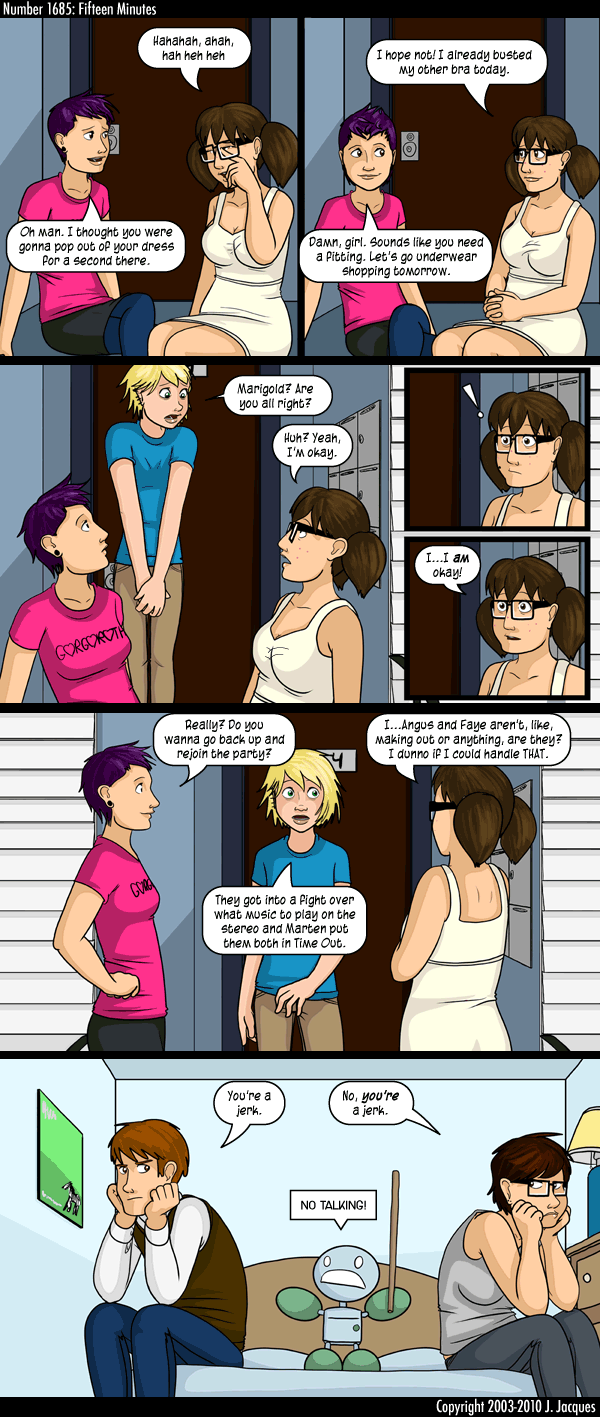 Number 1685: Fifteen Minutes
Hahahah, ahah,
hah heh heh
Oh man. I thought you were
gonna pop out of your dress
for a second there.
I hope not! I already busted
my other bra today.
Damn, girl. Sounds like you need
a fitting. Let's go underwear
shopping tomorrow.
Marigold? Are
you all right?
Huh? Yeah,
I'm okay.
GORGOROTH
!
I...I am
okay!
Really? Do you
wanna go back up and
rejoin the party?
I...Angus and Faye aren't, like,
making out or anything, are they?
I dunno if I could handle THAT.
4
GORG
They got into a fight over
what music to play on the
stereo and Marten put
them both in Time Out.
You're a
jerk.
No, you're
a jerk.
NO TALKING!
Copyright 2003-2010 J. Jacques